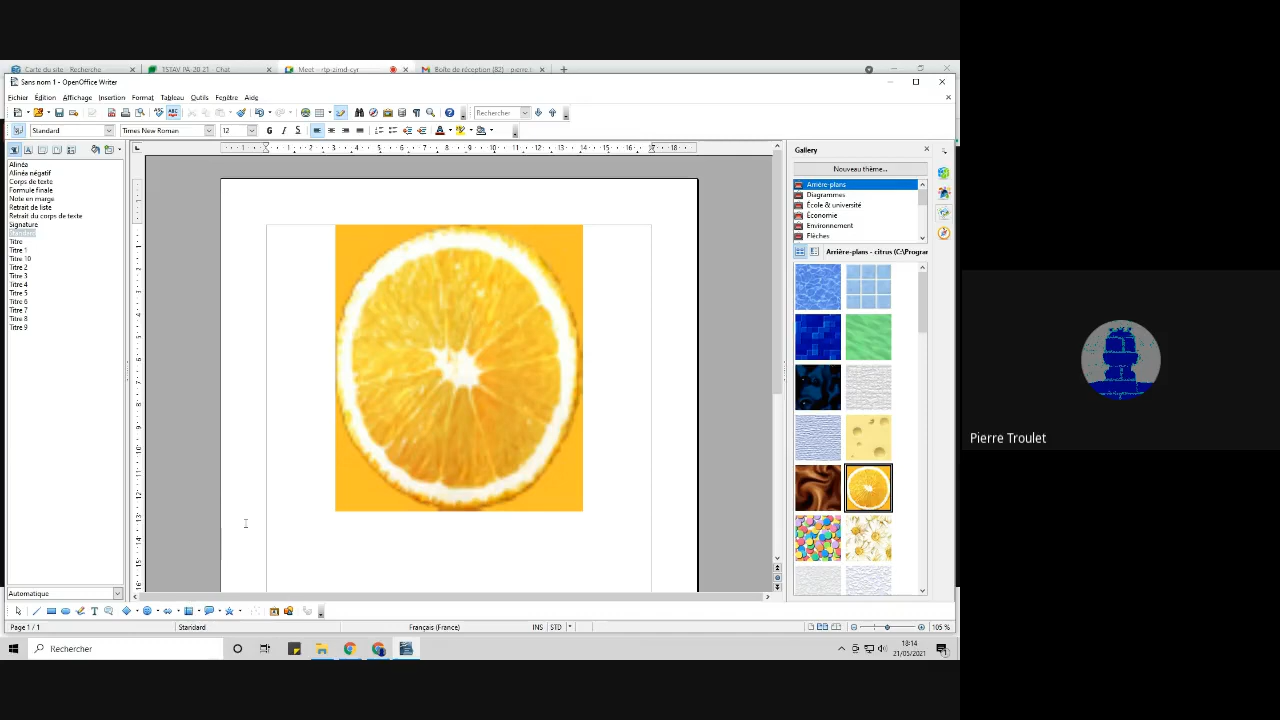 Carte du site - Recherche
1STAV PA-20-21 - Chat
Meet – rtp-zimd-cyr
Boîte de réception (82) - pierre.t
Sans nom 1 - OpenOffice Writer
Fichier Édition Affichage Insertion Format Tableau Outils Fenêtre Aide
Rechercher
Standard Times New Roman 12
Alinéa
Alinéa négatif
Corps de texte
Formule finale
Note en marge
Retrait de liste
Retrait du corps de texte
Signature
Standard
Titre
Titre 1
Titre 10
Titre 2
Titre 3
Titre 4
Titre 5
Titre 6
Titre 7
Titre 8
Titre 9
Automatique
Gallery
Nouveau thème...
Arrière-plans
Diagrammes
École & université
Économie
Environnement
Flèches
Arrière-plans - citrus (C:\Progran
Pierre Troulet
Page 1 / 1 Standard Français (France) INS STD 105 %
Rechercher
18:14
21/05/2021